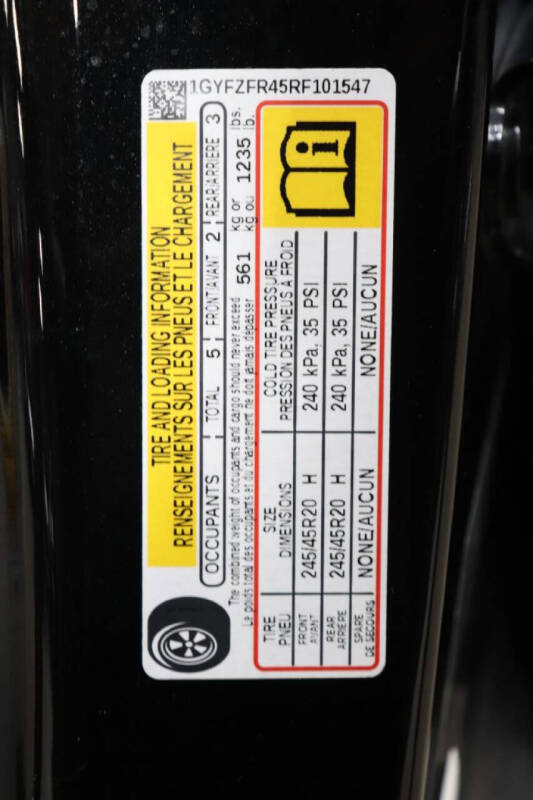 1GYFZFR45RF101547
TIRE AND LOADING INFORMATION
RENSEIGNEMENTS SUR LES PNEUS ET LE CHARGEMENT
OCCUPANTS TOTAL 5 FRONT/AVANT 2 REAR/ARRIERE 3
The combined weight of occupants and cargo should never exceed 561 kg or 1235 lbs.
Le poids total des occupants et du chargement ne doit jamais depasser kg ou lb.
TIRE SIZE COLD TIRE PRESSURE
PNEU DIMENSIONS PRESSION DES PNEUS À FROID
FRONT
AVANT 245/45R20 H 240 kPa, 35 PSI
REAR
ARRIERE 245/45R20 H 240 kPa, 35 PSI
SPARE
DE SECOURS NONE/AUCUN NONE/AUCUN